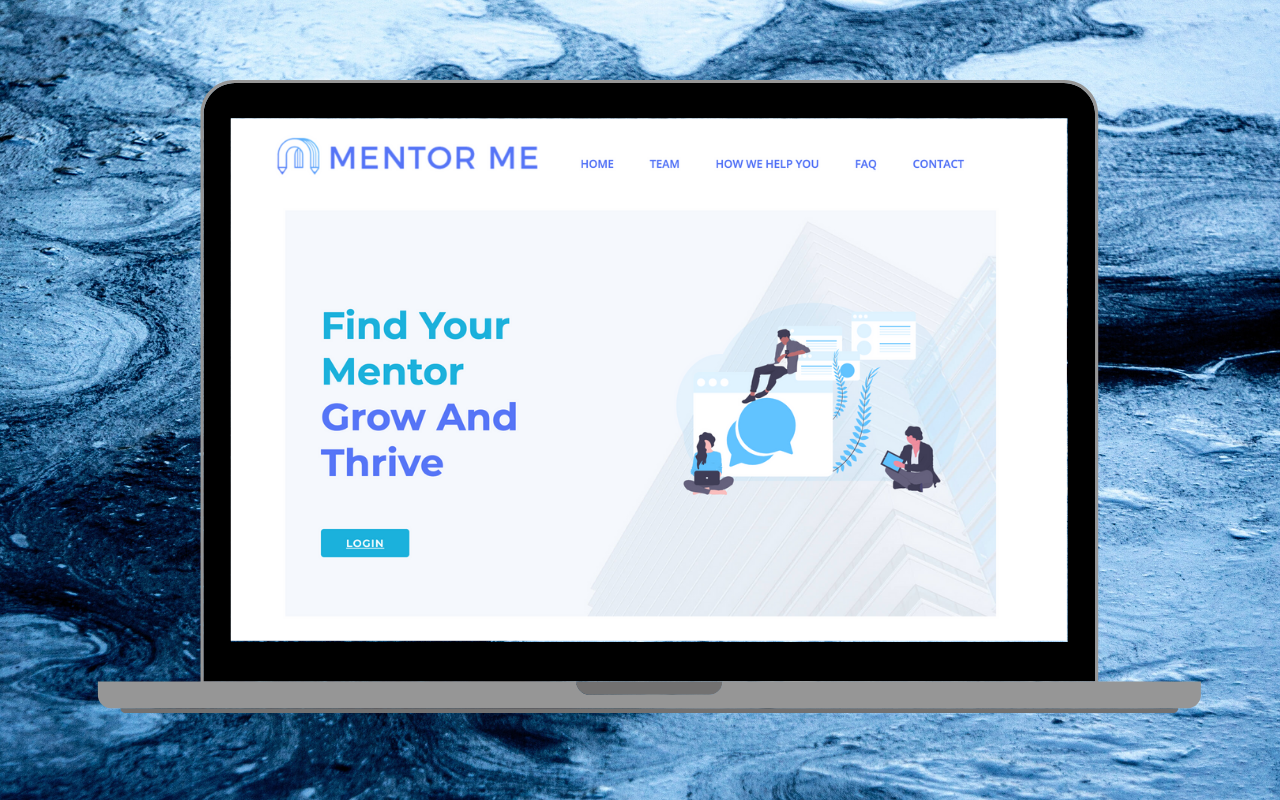 MENTOR ME
HOME TEAM HOW WE HELP YOU FAQ CONTACT
Find Your
Mentor
Grow And
Thrive
LOGIN